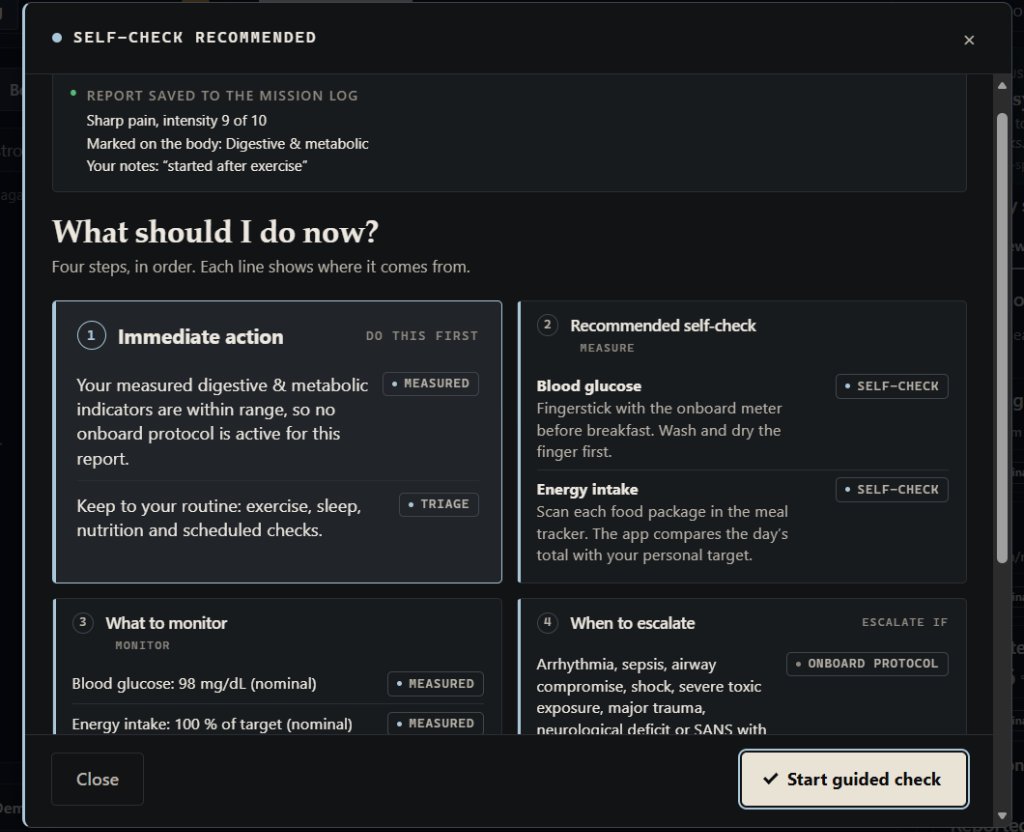 SELF-CHECK RECOMMENDED
×
REPORT SAVED TO THE MISSION LOG
Sharp pain, intensity 9 of 10
Marked on the body: Digestive & metabolic
Your notes: “started after exercise”
What should I do now?
Four steps, in order. Each line shows where it comes from.
1 Immediate action
DO THIS FIRST
Your measured digestive & metabolic
indicators are within range, so no
onboard protocol is active for this
report.
MEASURED
Keep to your routine: exercise, sleep,
nutrition and scheduled checks.
TRIAGE
2 Recommended self-check
MEASURE
Blood glucose
SELF-CHECK
Fingerstick with the onboard meter
before breakfast. Wash and dry the
finger first.
Energy intake
SELF-CHECK
Scan each food package in the meal
tracker. The app compares the day’s
total with your personal target.
3 What to monitor
MONITOR
Blood glucose: 98 mg/dL (nominal)
MEASURED
Energy intake: 100 % of target (nominal)
MEASURED
4 When to escalate
ESCALATE IF
Arrhythmia, sepsis, airway
compromise, shock, severe toxic
exposure, major trauma,
neurological deficit or SANS with
ONBOARD PROTOCOL
Close
Start guided check